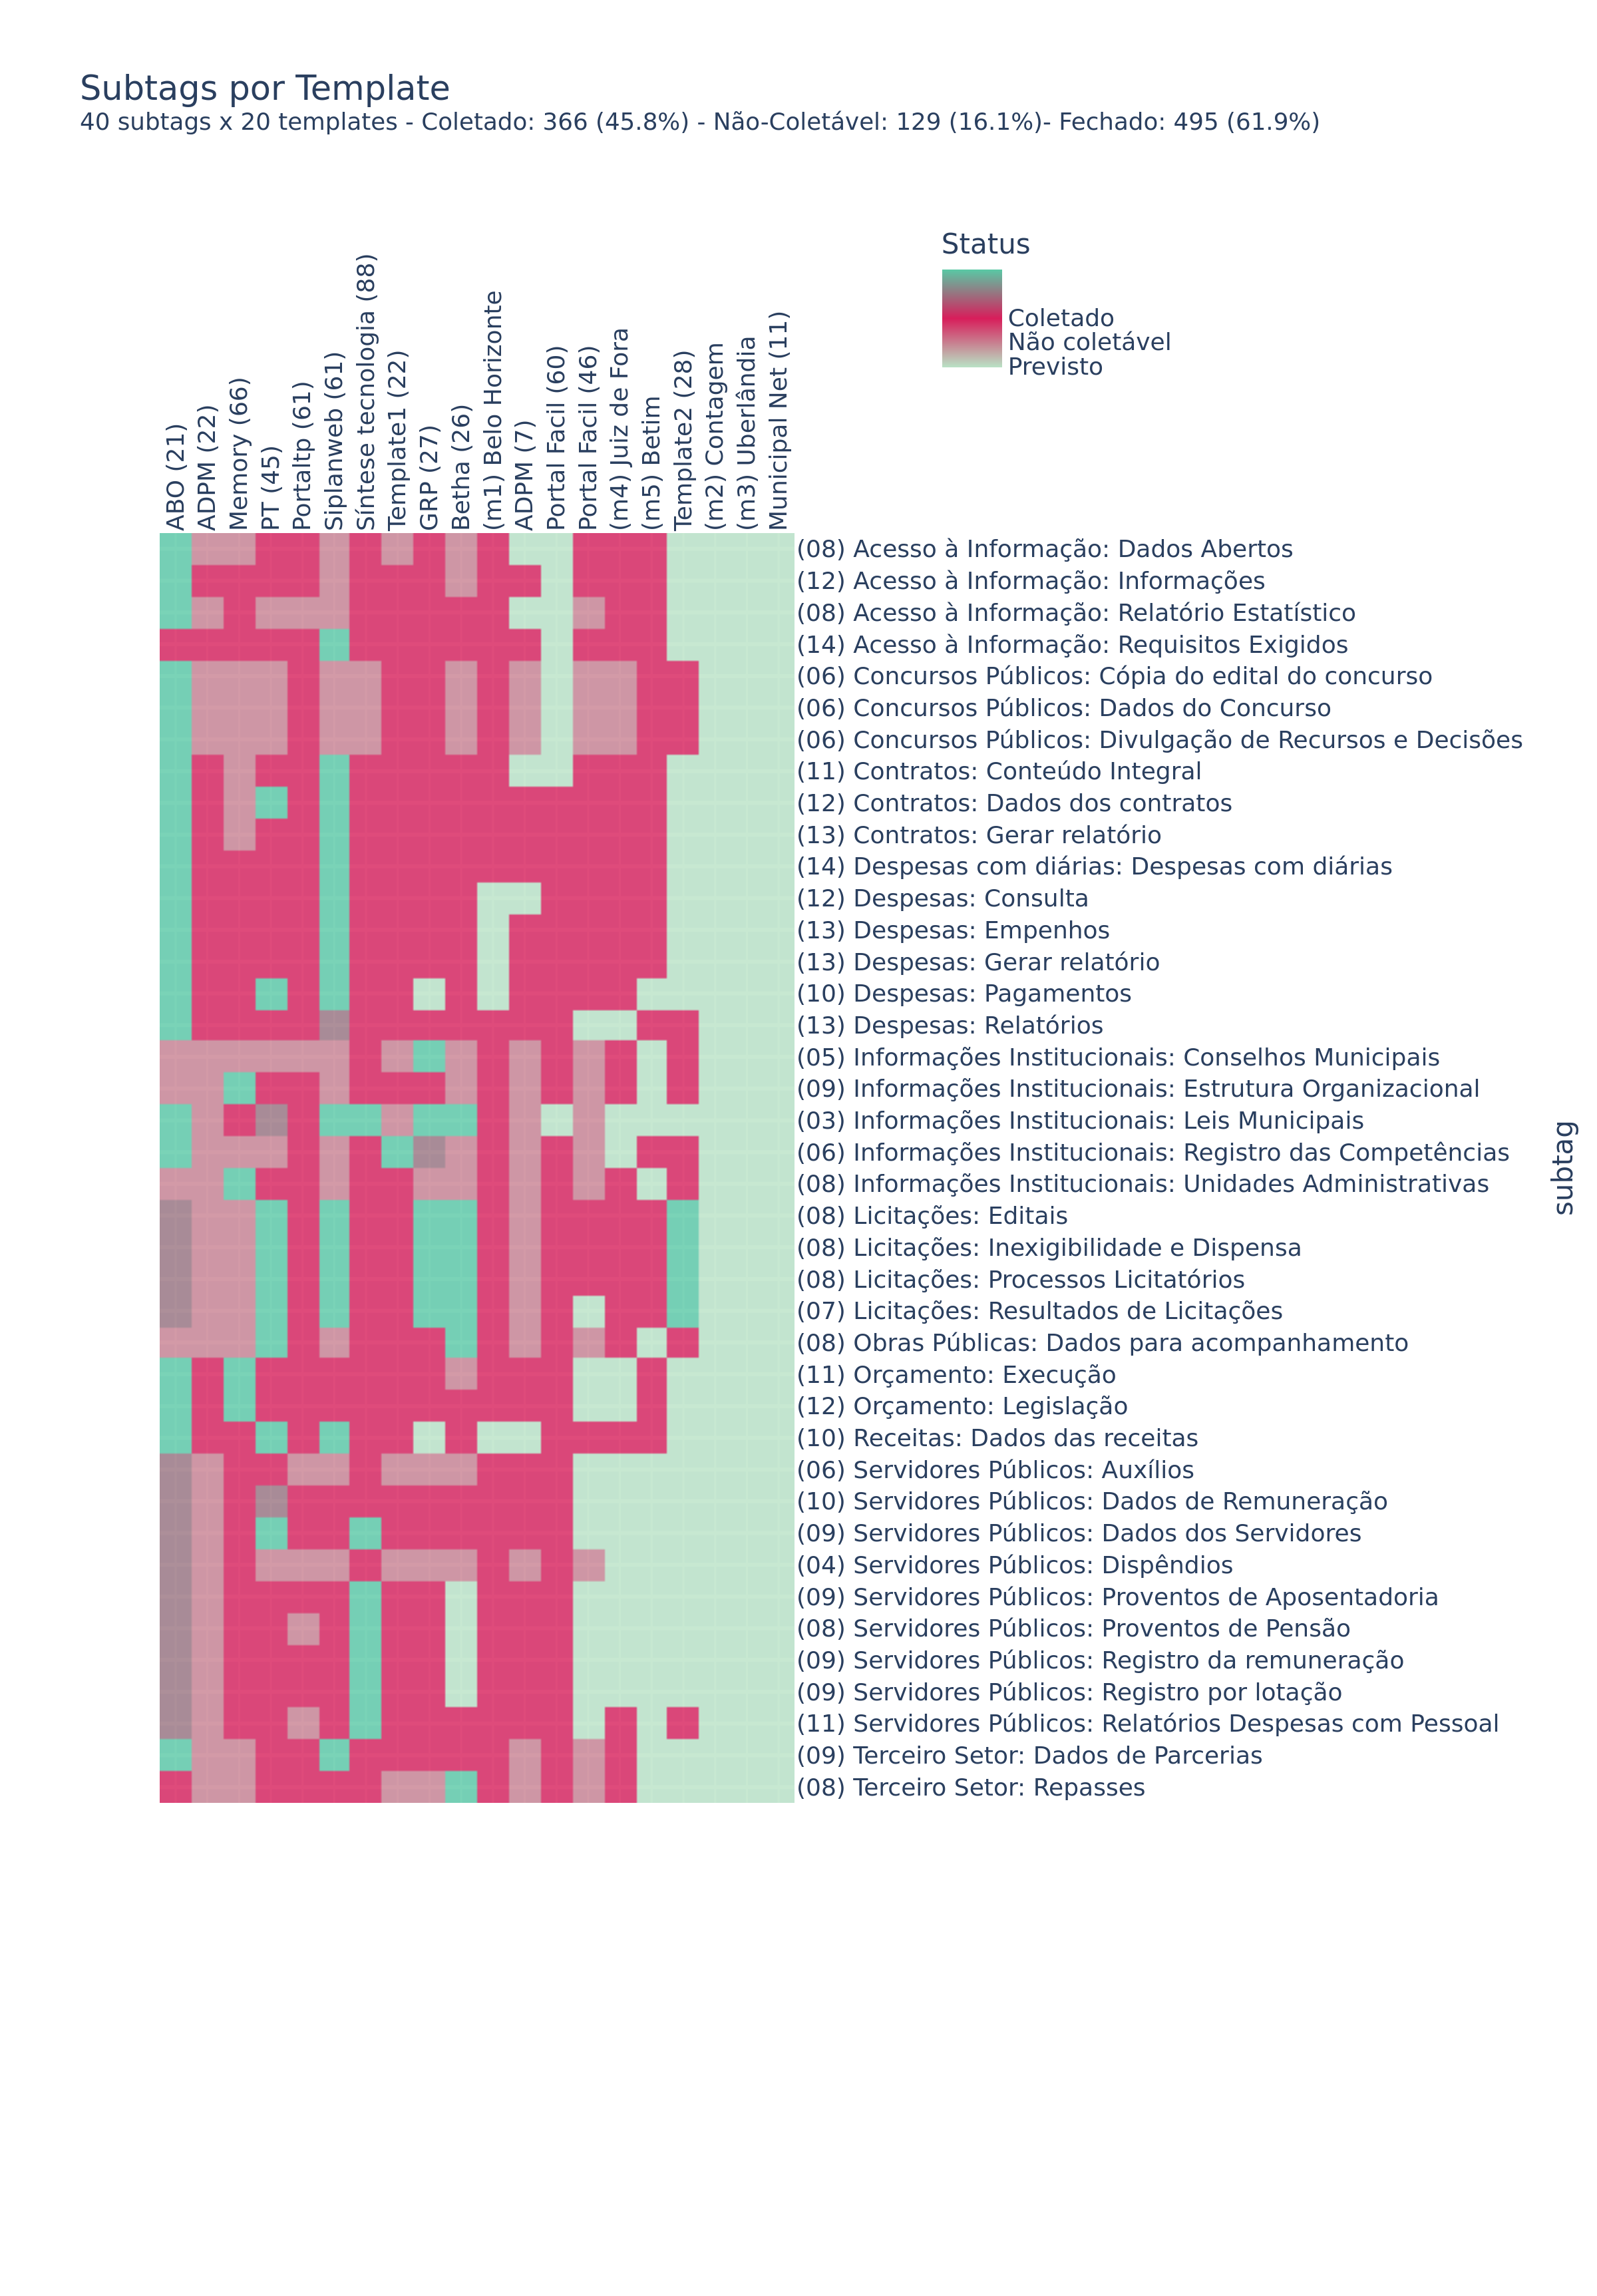 Subtags por Template
40 subtags x 20 templates - Coletado: 366 (45.8%) - Não-Coletável: 129 (16.1%)- Fechado: 495 (61.9%)
Status
Coletado
Não coletável
Previsto
ABO (21)
ADPM (22)
Memory (66)
PT (45)
Portaltp (61)
Siplanweb (61)
Síntese tecnologia (88)
Template1 (22)
GRP (27)
Betha (26)
(m1) Belo Horizonte
ADPM (7)
Portal Facil (60)
Portal Facil (46)
(m4) Juiz de Fora
(m5) Betim
Template2 (28)
(m2) Contagem
(m3) Uberlândia
Municipal Net (11)
(08) Acesso à Informação: Dados Abertos
(12) Acesso à Informação: Informações
(08) Acesso à Informação: Relatório Estatístico
(14) Acesso à Informação: Requisitos Exigidos
(06) Concursos Públicos: Cópia do edital do concurso
(06) Concursos Públicos: Dados do Concurso
(06) Concursos Públicos: Divulgação de Recursos e Decisões
(11) Contratos: Conteúdo Integral
(12) Contratos: Dados dos contratos
(13) Contratos: Gerar relatório
(14) Despesas com diárias: Despesas com diárias
(12) Despesas: Consulta
(13) Despesas: Empenhos
(13) Despesas: Gerar relatório
(10) Despesas: Pagamentos
(13) Despesas: Relatórios
(05) Informações Institucionais: Conselhos Municipais
(09) Informações Institucionais: Estrutura Organizacional
(03) Informações Institucionais: Leis Municipais
(06) Informações Institucionais: Registro das Competências
(08) Informações Institucionais: Unidades Administrativas
(08) Licitações: Editais
(08) Licitações: Inexigibilidade e Dispensa
(08) Licitações: Processos Licitatórios
(07) Licitações: Resultados de Licitações
(08) Obras Públicas: Dados para acompanhamento
(11) Orçamento: Execução
(12) Orçamento: Legislação
(10) Receitas: Dados das receitas
(06) Servidores Públicos: Auxílios
(10) Servidores Públicos: Dados de Remuneração
(09) Servidores Públicos: Dados dos Servidores
(04) Servidores Públicos: Dispêndios
(09) Servidores Públicos: Proventos de Aposentadoria
(08) Servidores Públicos: Proventos de Pensão
(09) Servidores Públicos: Registro da remuneração
(09) Servidores Públicos: Registro por lotação
(11) Servidores Públicos: Relatórios Despesas com Pessoal
(09) Terceiro Setor: Dados de Parcerias
(08) Terceiro Setor: Repasses
subtag